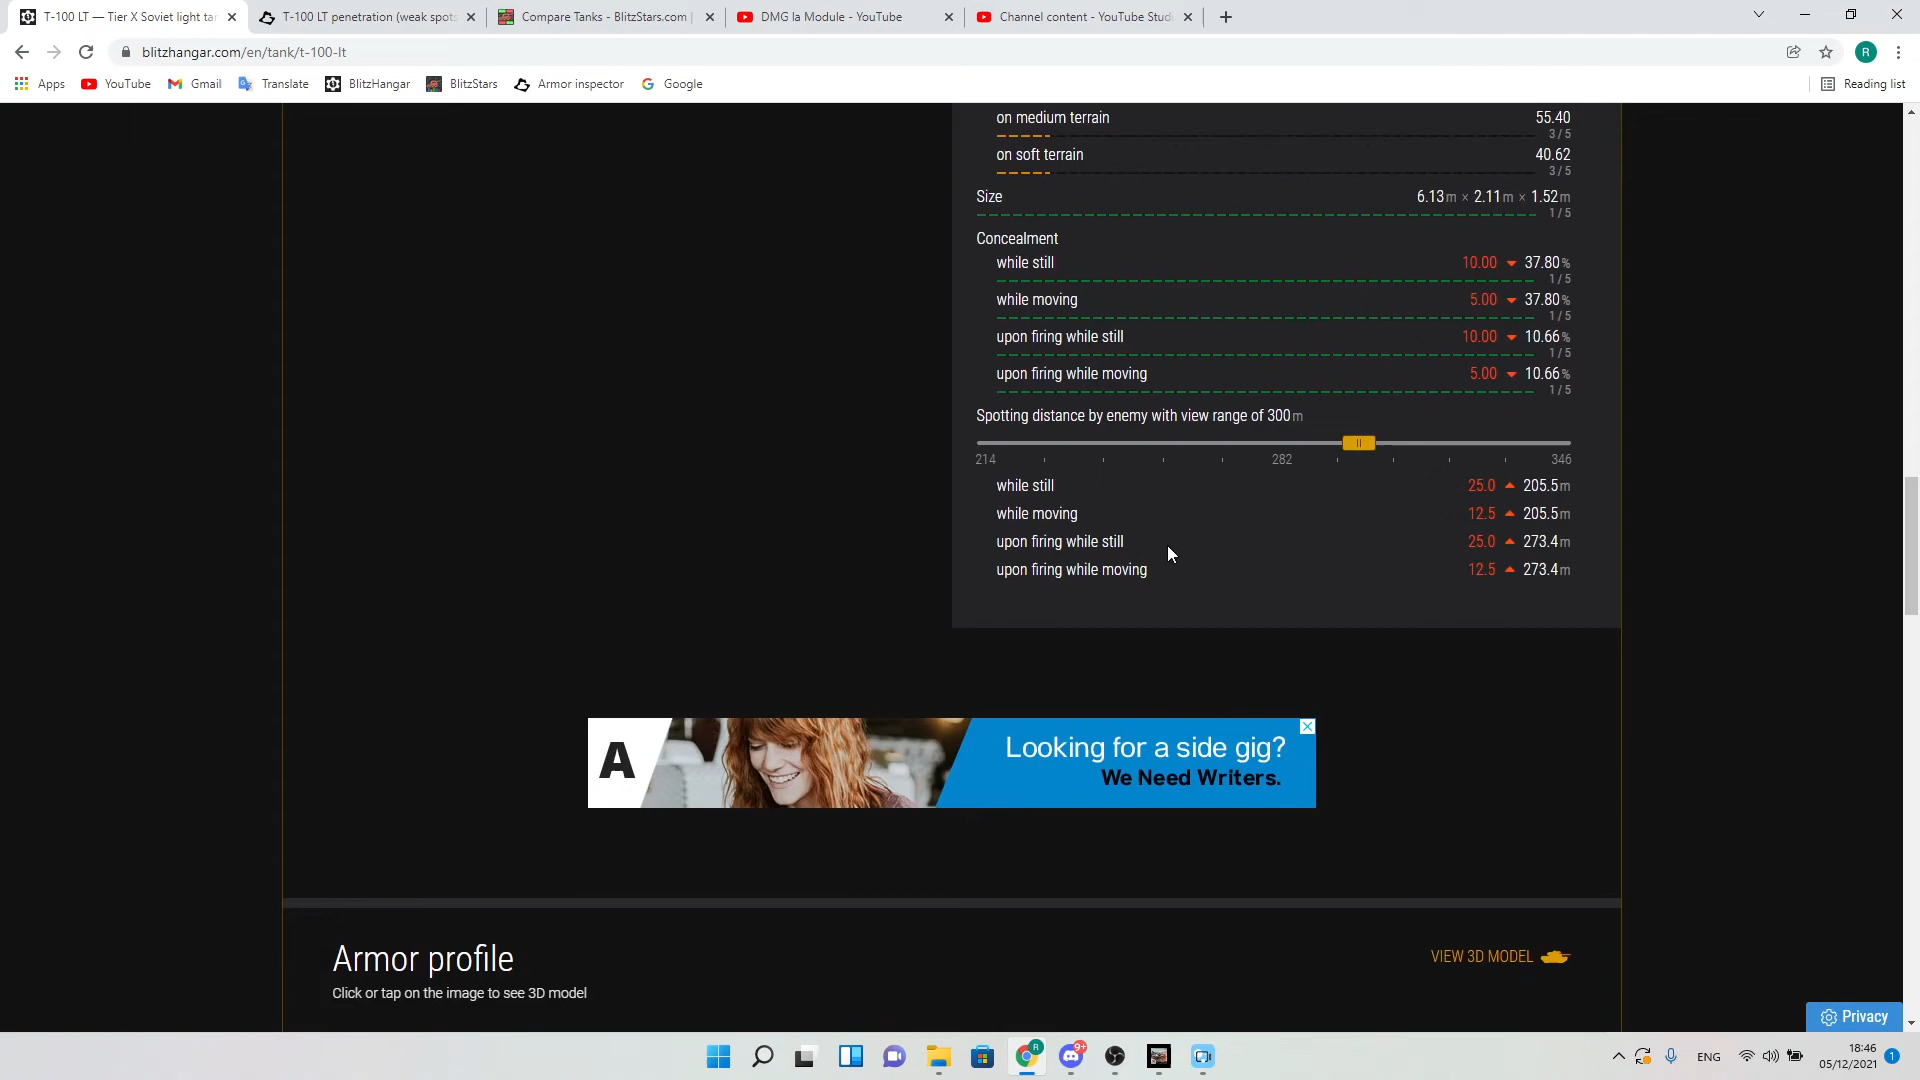 T-100 LT — Tier X Soviet light tan
T-100 LT penetration (weak spots
Compare Tanks - BlitzStars.com |
DMG la Module - YouTube
Channel content - YouTube Studi
blitzhangar.com/en/tank/t-100-lt
R
Apps
YouTube
Gmail
Translate
BlitzHangar
BlitzStars
Armor inspector
Google
Reading list
on medium terrain 55.40
3 / 5
on soft terrain 40.62
3 / 5
Size 6.13m × 2.11m × 1.52m
1 / 5
Concealment
while still 10.00 37.80%
1 / 5
while moving 5.00 37.80%
1 / 5
upon firing while still 10.00 10.66%
1 / 5
upon firing while moving 5.00 10.66%
1 / 5
Spotting distance by enemy with view range of 300m
214 282 346
while still 25.0 205.5m
while moving 12.5 205.5m
upon firing while still 25.0 273.4m
upon firing while moving 12.5 273.4m
A
Looking for a side gig?
We Need Writers.
Armor profile
VIEW 3D MODEL
Click or tap on the image to see 3D model
Privacy
R
9+
ENG
18:46
05/12/2021
1